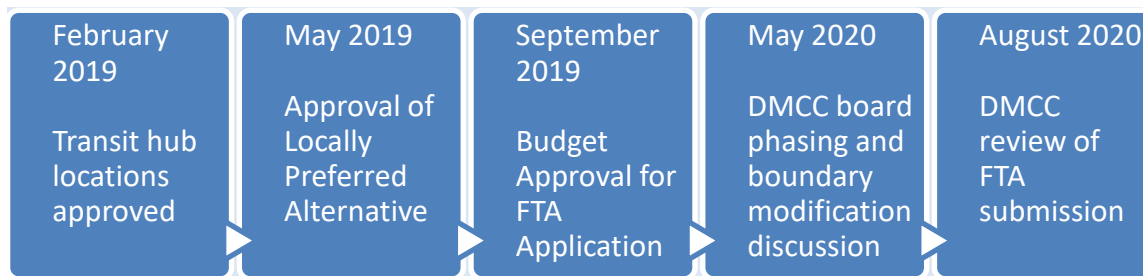 February
2019
Transit hub
locations
approved
May 2019
Approval of
Locally
Preferred
Alternative
September
2019
Budget
Approval for
FTA
Application
May 2020
DMCC board
phasing and
boundary
modification
discussion
August 2020
DMCC
review of
FTA
submission